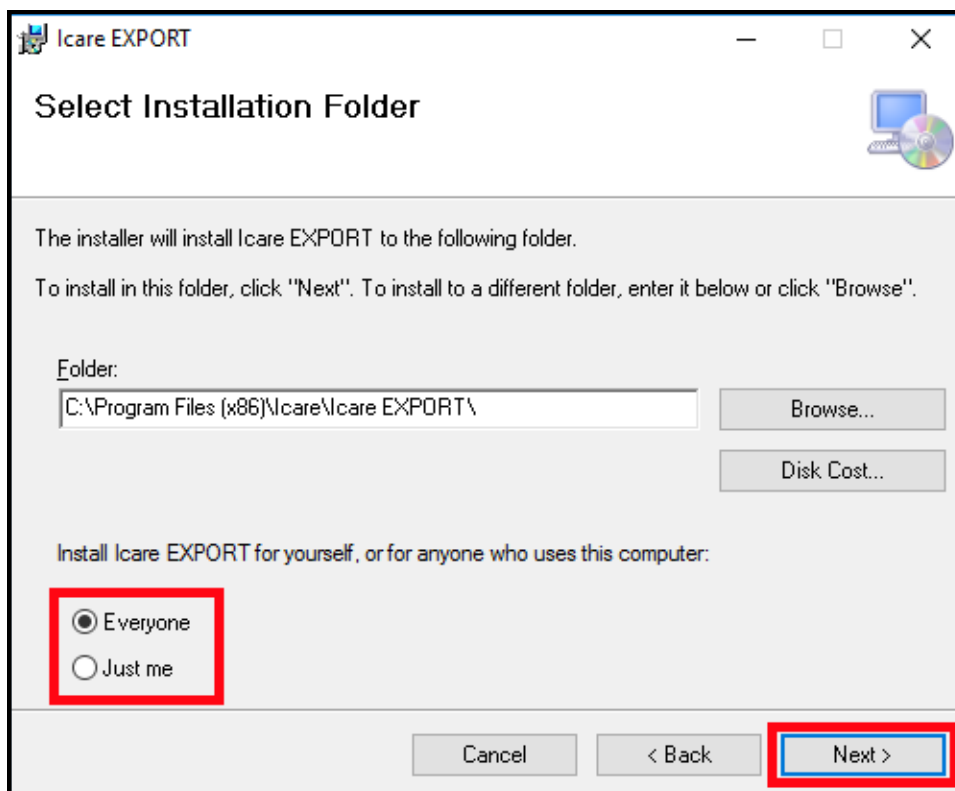 Icare EXPORT
Select Installation Folder
The installer will install Icare EXPORT to the following folder.
To install in this folder, click "Next". To install to a different folder, enter it below or click "Browse".
Folder:
C:\Program Files (x86)\Icare\Icare EXPORT\
Browse...
Disk Cost...
Install Icare EXPORT for yourself, or for anyone who uses this computer:
Everyone
Just me
Cancel
< Back
Next >